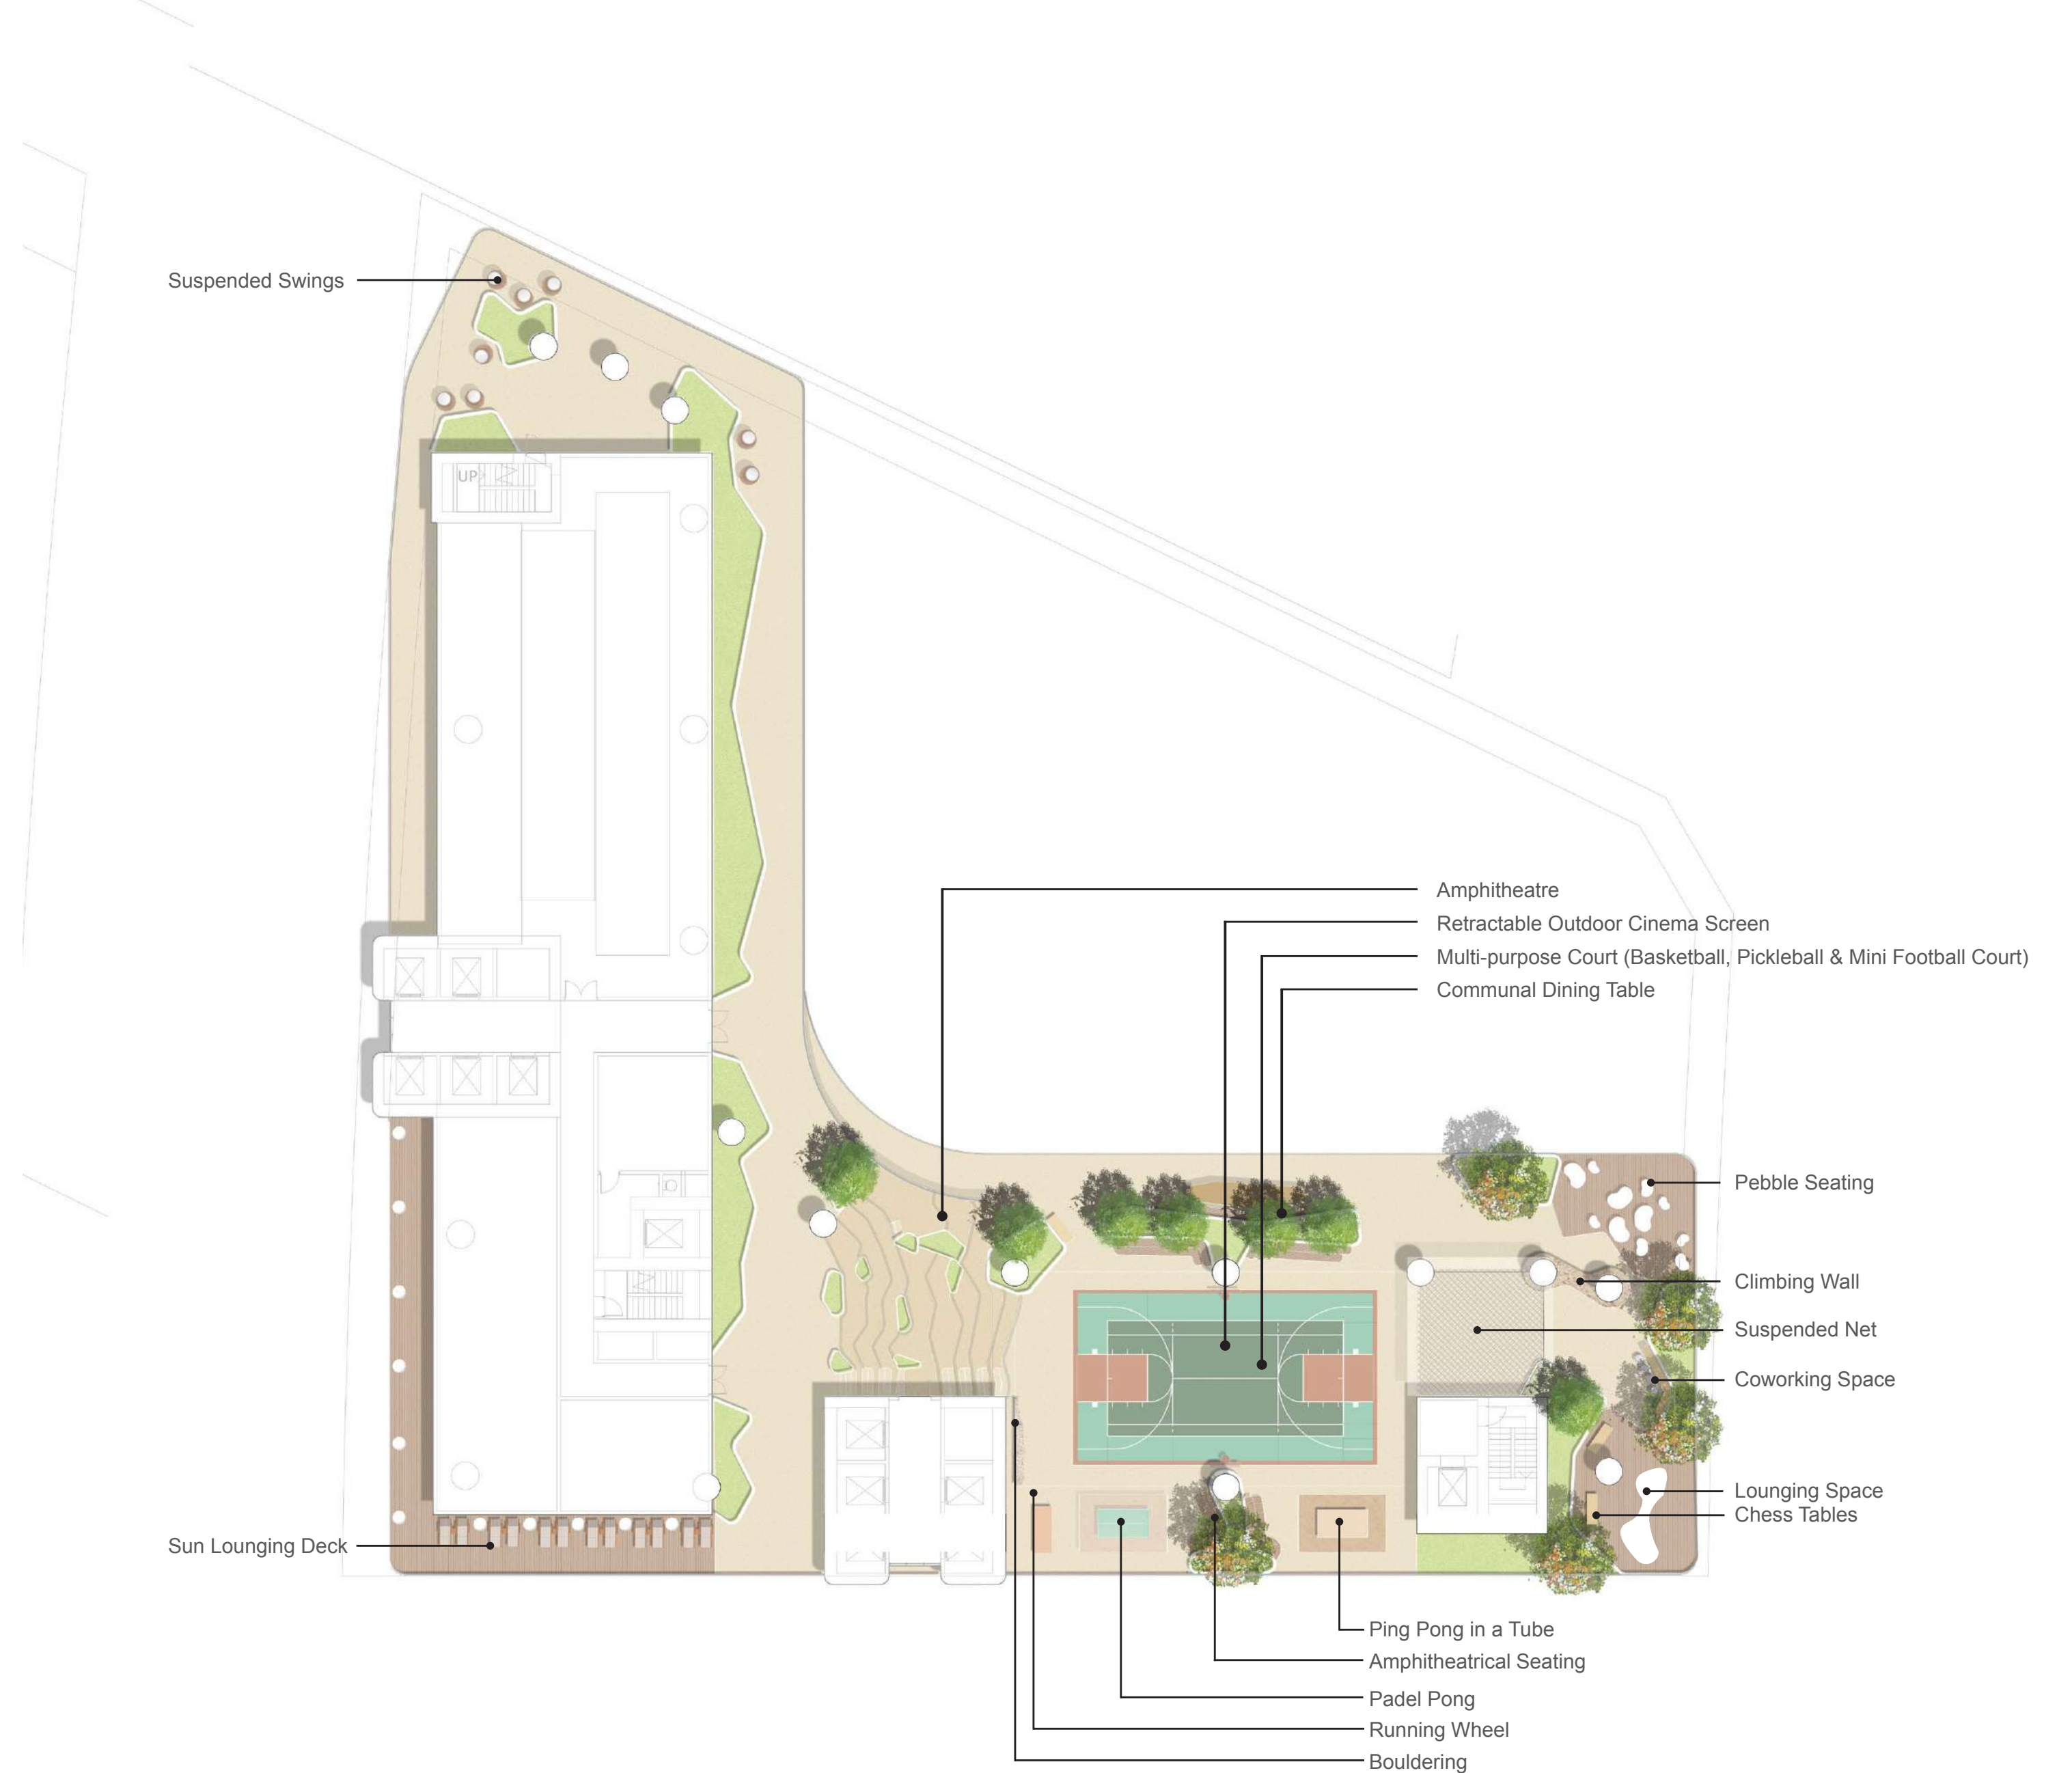 Suspended Swings
UP
Amphitheatre
Retractable Outdoor Cinema Screen
Multi-purpose Court (Basketball, Pickleball & Mini Football Court)
Communal Dining Table
Pebble Seating
Climbing Wall
Suspended Net
Coworking Space
Lounging Space
Chess Tables
Sun Lounging Deck
Ping Pong in a Tube
Amphitheatrical Seating
Padel Pong
Running Wheel
Bouldering